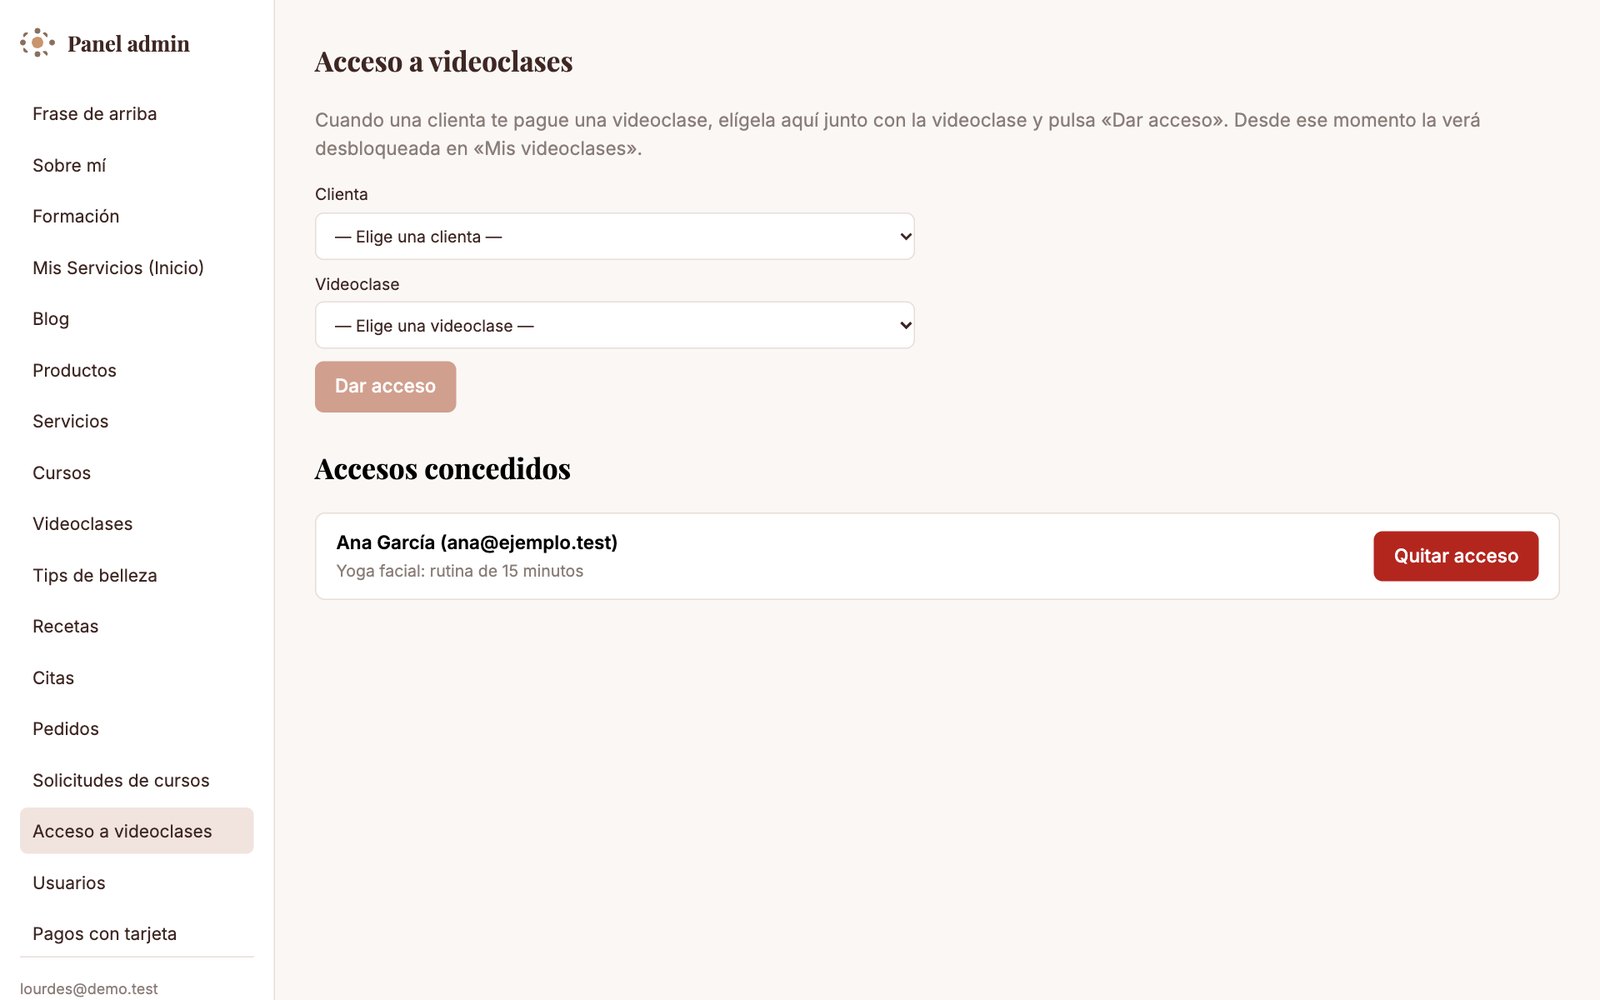 Panel admin
Frase de arriba
Sobre mí
Formación
Mis Servicios (Inicio)
Blog
Productos
Servicios
Cursos
Videoclases
Tips de belleza
Recetas
Citas
Pedidos
Solicitudes de cursos
Acceso a videoclases
Usuarios
Pagos con tarjeta
lourdes@demo.test
Acceso a videoclases
Cuando una clienta te pague una videoclase, elígela aquí junto con la videoclase y pulsa «Dar acceso». Desde ese momento la verá
desbloqueada en «Mis videoclases».
Clienta
— Elige una clienta —
Videoclase
— Elige una videoclase —
Dar acceso
Accesos concedidos
Ana García (ana@ejemplo.test)
Yoga facial: rutina de 15 minutos
Quitar acceso